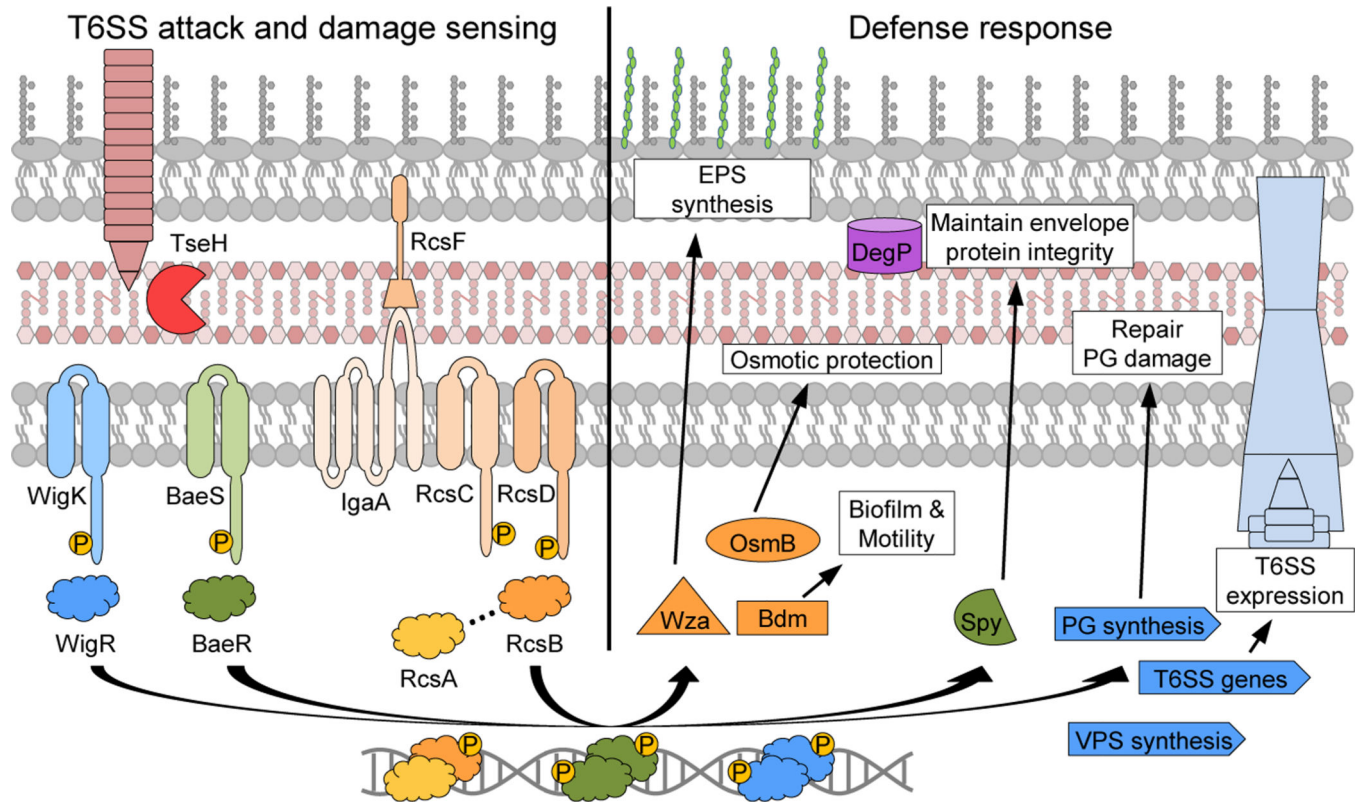 T6SS attack and damage sensing
Defense response
TseH
RcsF
EPS
synthesis
DegP
Maintain envelope
protein integrity
Osmotic protection
Repair
PG damage
WigK
BaeS
IgaA
RcsC
RcsD
P
P
P
P
OsmB
Biofilm &
Motility
T6SS
expression
WigR
BaeR
RcsA
RcsB
Wza
Bdm
Spy
PG synthesis
T6SS genes
VPS synthesis
P
P
P
P
P